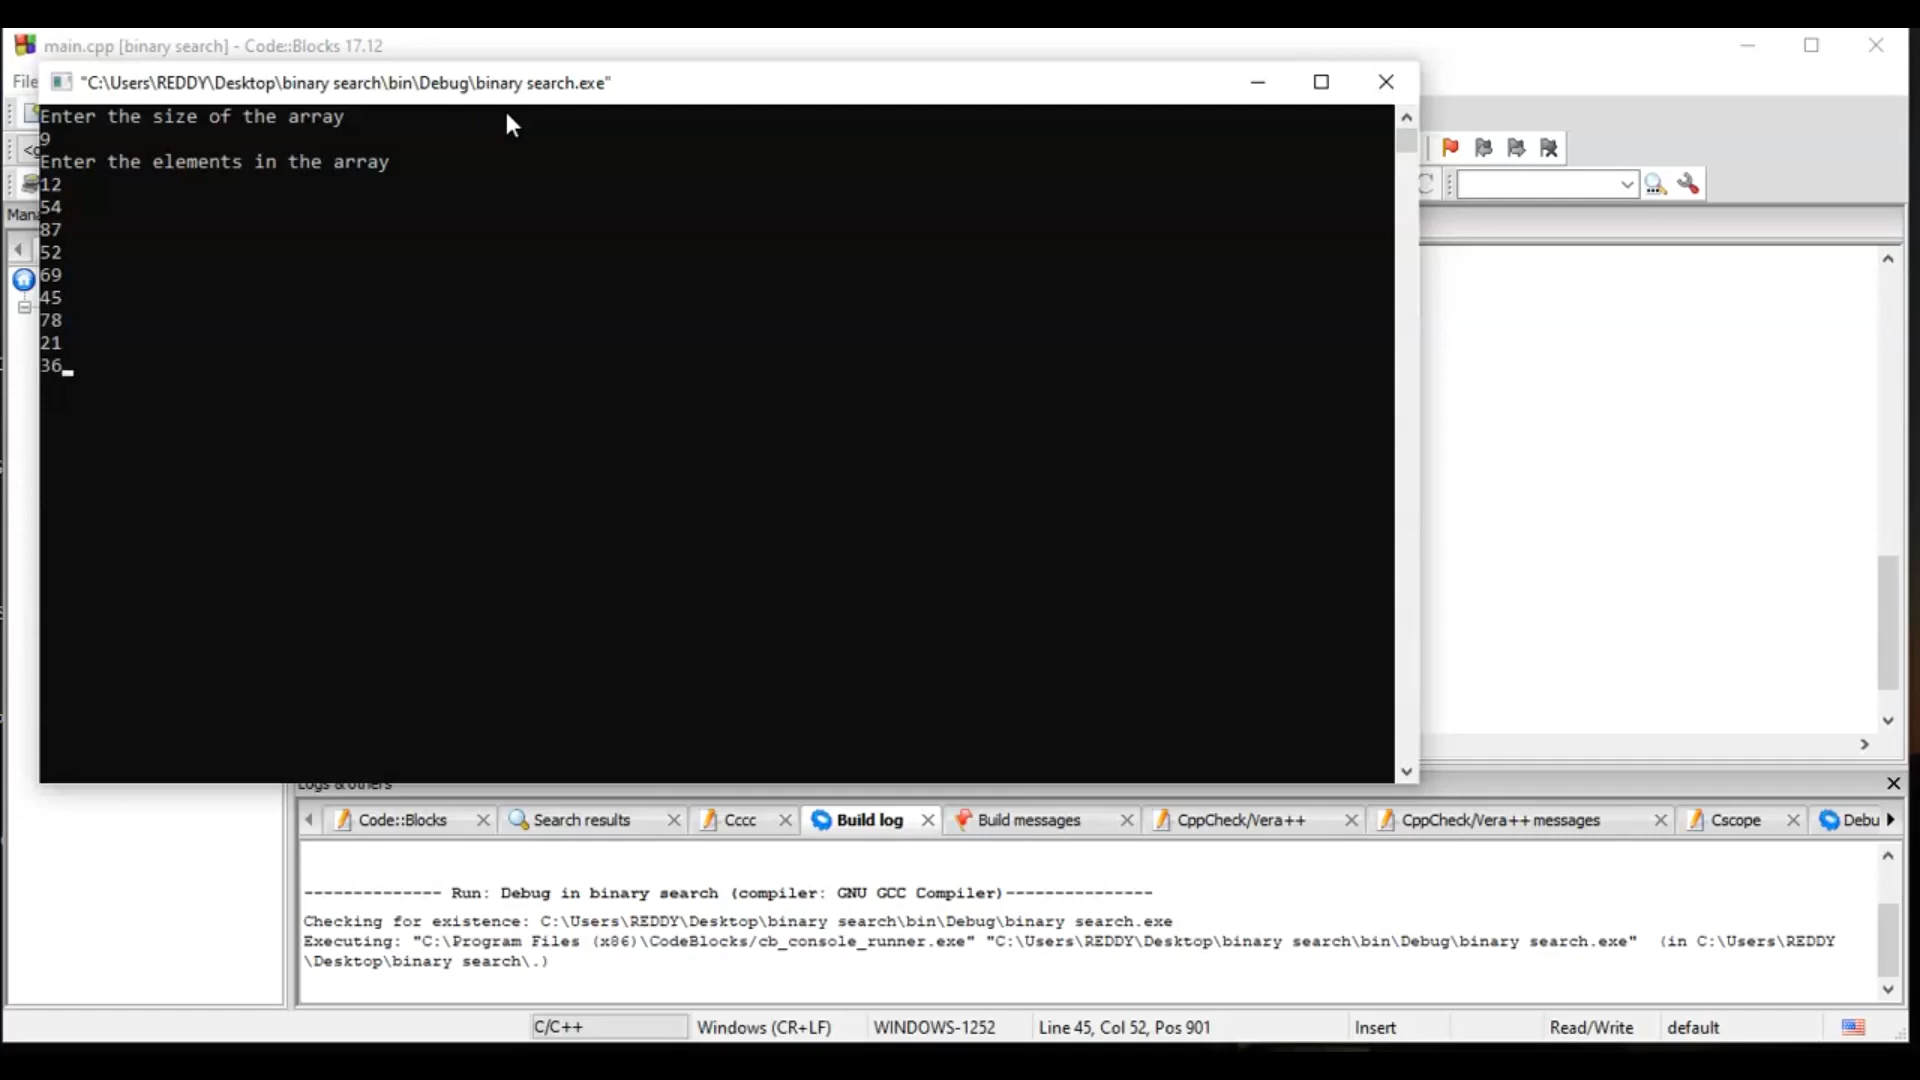 main.cpp [binary search] - Code::Blocks 17.12
File
"C:\Users\REDDY\Desktop\binary search\bin\Debug\binary search.exe"
Enter the size of the array
9
Enter the elements in the array
12
54
87
52
69
45
78
21
36
Logs & others
Code::Blocks
Search results
Cccc
Build log
Build messages
CppCheck/Vera++
CppCheck/Vera++ messages
Cscope
Debu
-------------- Run: Debug in binary search (compiler: GNU GCC Compiler)---------------
Checking for existence: C:\Users\REDDY\Desktop\binary search\bin\Debug\binary search.exe
Executing: "C:\Program Files (x86)\CodeBlocks/cb_console_runner.exe" "C:\Users\REDDY\Desktop\binary search\bin\Debug\binary search.exe"  (in C:\Users\REDDY
\Desktop\binary search\.)
C/C++
Windows (CR+LF)
WINDOWS-1252
Line 45, Col 52, Pos 901
Insert
Read/Write
default